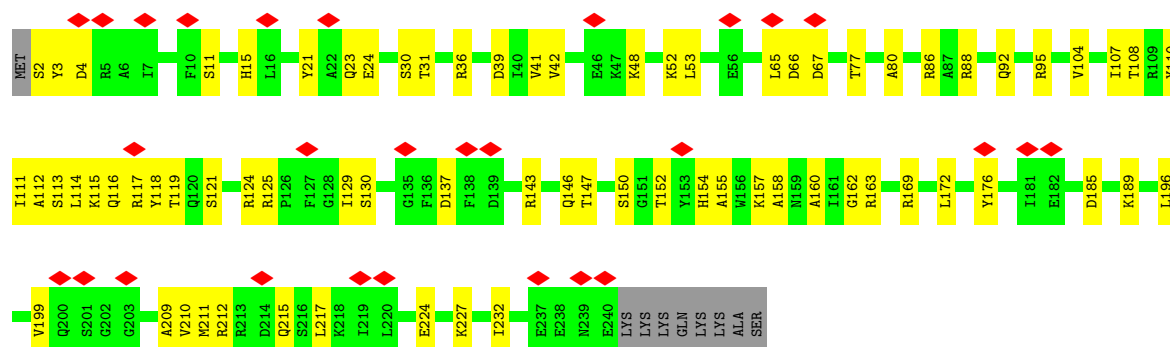 MET S2 Y3 D4 R5 A6 I7 F10 S11 H15 L16 Y21 A22 Q23 E24 S30 T31 R36 D39 I40 V41 V42 E46 K47 K48 K52 L53 E56 L65 D66 D67 T77 A80 R86 A87 R88 Q92 R95 V104 I107 T108 R109
I111 A112 S113 L114 K115 Q116 R117 Y118 T119 Q120 S121 R124 R125 P126 F127 G128 I129 S130 G135 F136 D137 F138 D139 R143 Q146 T147 S150 G151 T152 Y153 H154 A155 W156 K157 A158 N159 A160 I161 G162 R163 R169 L172 Y176 I181 E182 D185 K189 L196
V199 Q200 S201 G202 G203 A209 V210 M211 R212 R213 D214 Q215 S216 L217 K218 I219 L220 E224 K227 I232 E237 E238 N239 E240 LYS LYS LYS GLN LYS LYS ALA SER